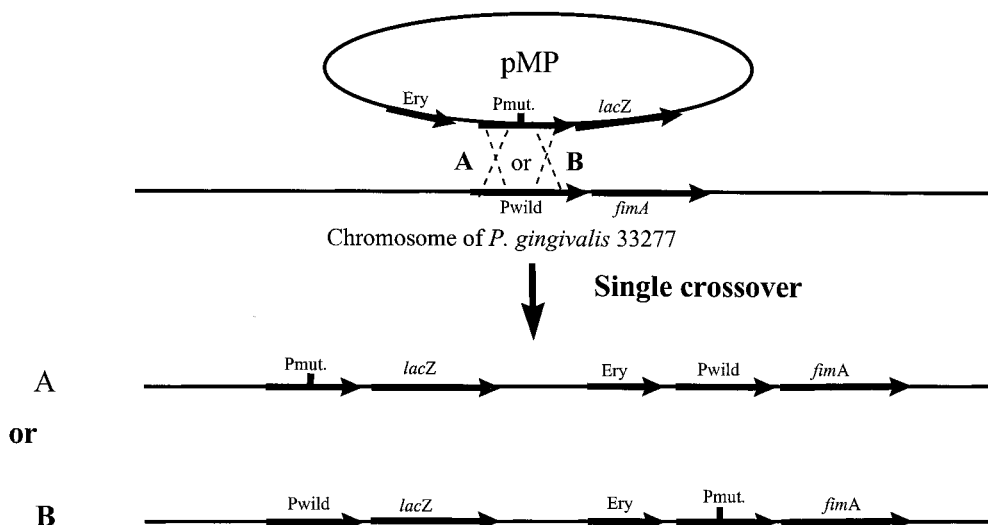 pMP
Ery Pmut. lacZ
A or B
Pwild fimA
Chromosome of P. gingivalis 33277
Single crossover
A Pmut. lacZ Ery Pwild fimA
or
B Pwild lacZ Ery Pmut. fimA